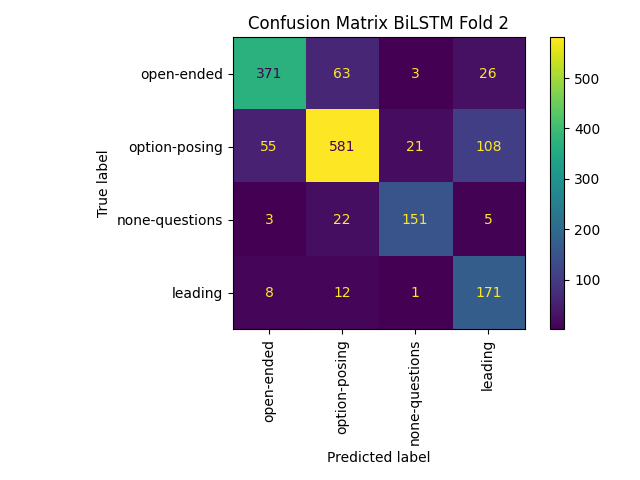 Confusion Matrix BiLSTM Fold 2
True label
open-ended 371 63 3 26
option-posing 55 581 21 108
none-questions 3 22 151 5
leading 8 12 1 171
open-ended option-posing none-questions leading
Predicted label
500
400
300
200
100